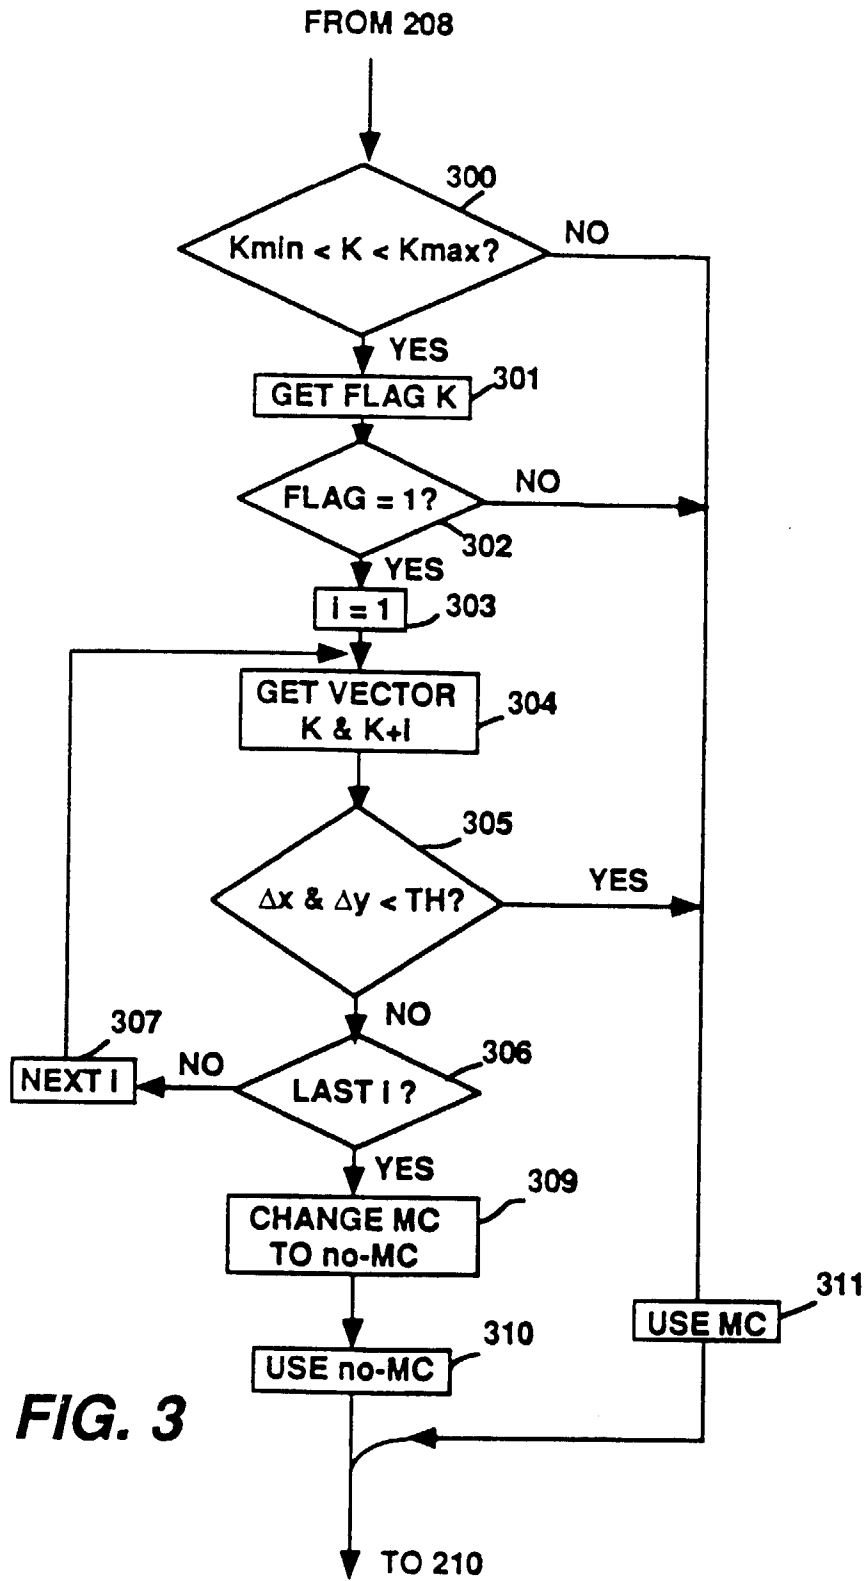 FROM 208
300
Kmin < K < Kmax?
NO
YES
GET FLAG K
301
FLAG = 1?
NO
302
YES
i = 1
303
GET VECTOR
K & K+i
304
305
Δx & Δy < TH?
YES
NO
307
NEXT i
NO
306
LAST i ?
YES
309
CHANGE MC
TO no-MC
311
USE MC
310
USE no-MC
FIG. 3
TO 210